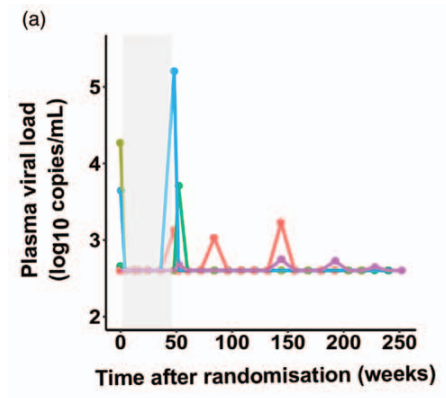 (a)
Plasma viral load
(log10 copies/mL)
5
4
3
2
0 50 100 150 200 250
Time after randomisation (weeks)